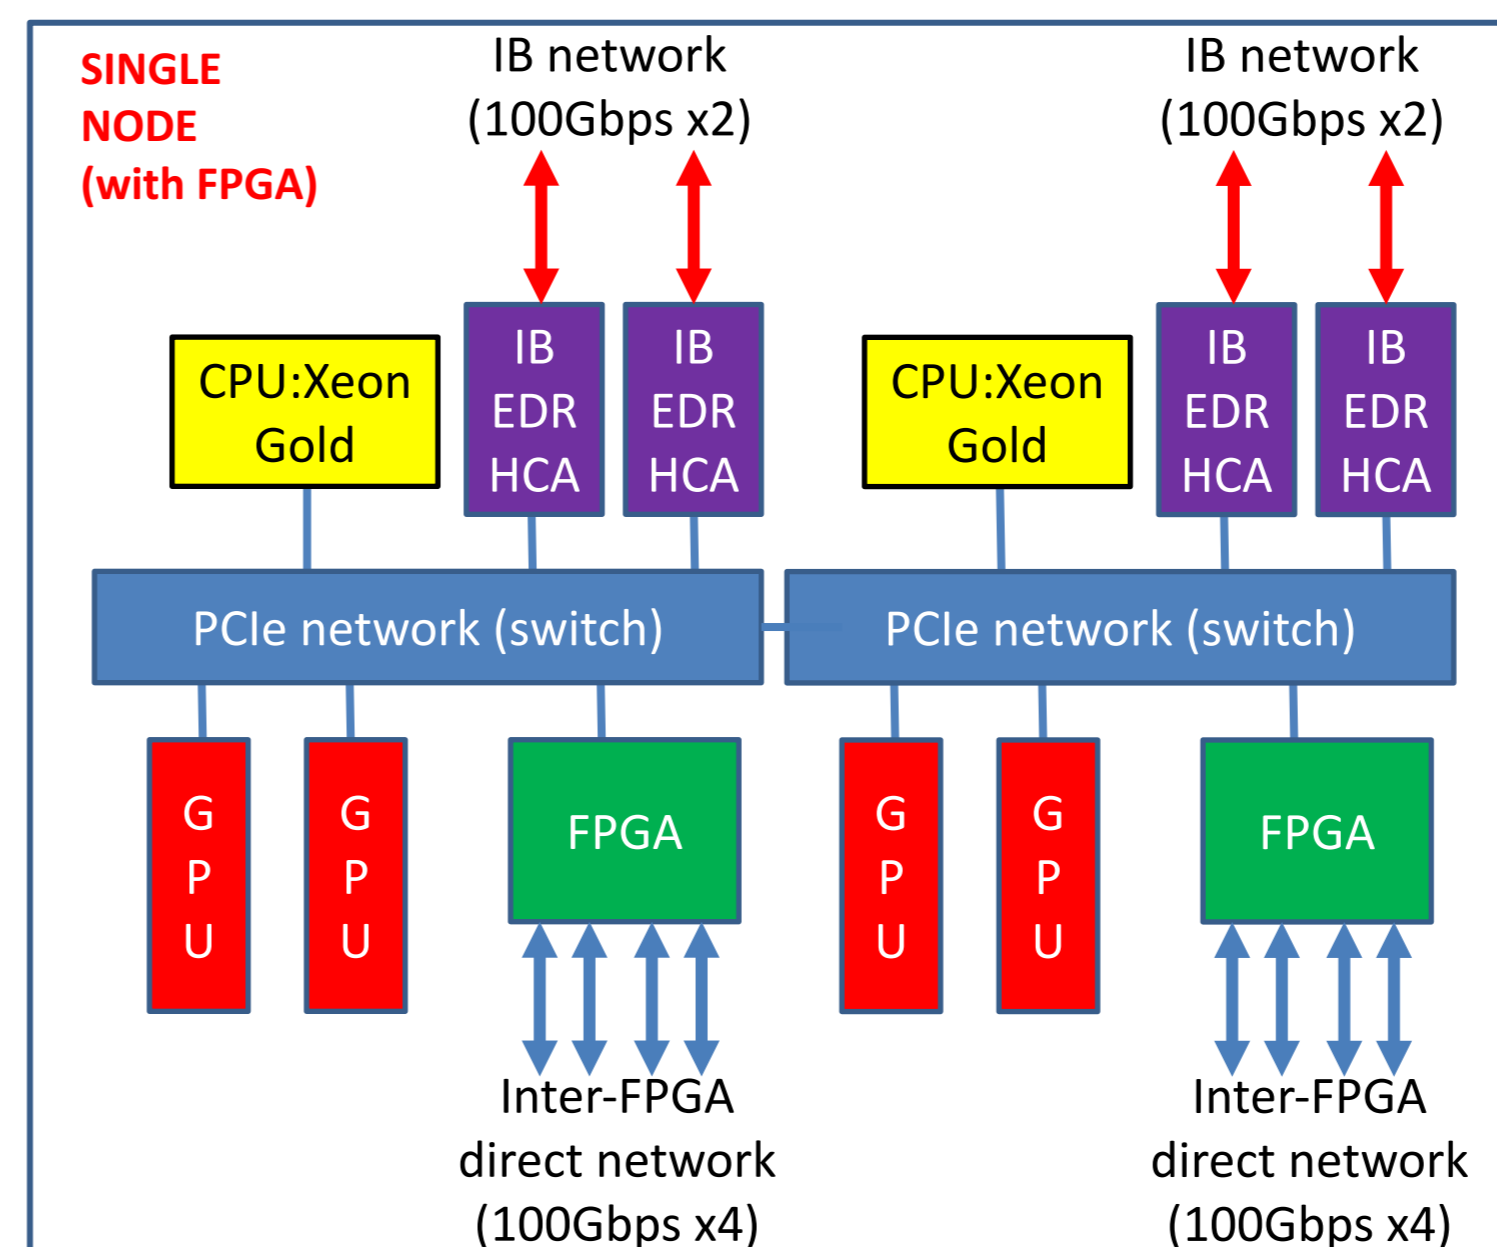 SINGLE
NODE
(with FPGA)
IB network
(100Gbps x2)
IB network
(100Gbps x2)
CPU:Xeon
Gold
IB
EDR
HCA
IB
EDR
HCA
CPU:Xeon
Gold
IB
EDR
HCA
IB
EDR
HCA
PCIe network (switch)
PCIe network (switch)
G
P
U
G
P
U
FPGA
G
P
U
G
P
U
FPGA
Inter-FPGA
direct network
(100Gbps x4)
Inter-FPGA
direct network
(100Gbps x4)